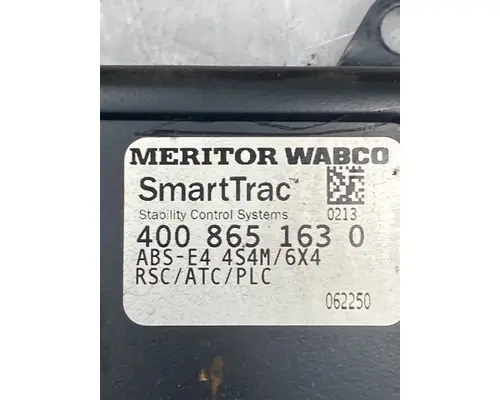 MERITOR WABCO
SmartTrac™
Stability Control Systems 0213
400 865 163 0
ABS-E4 4S4M/6X4
RSC/ATC/PLC
062250